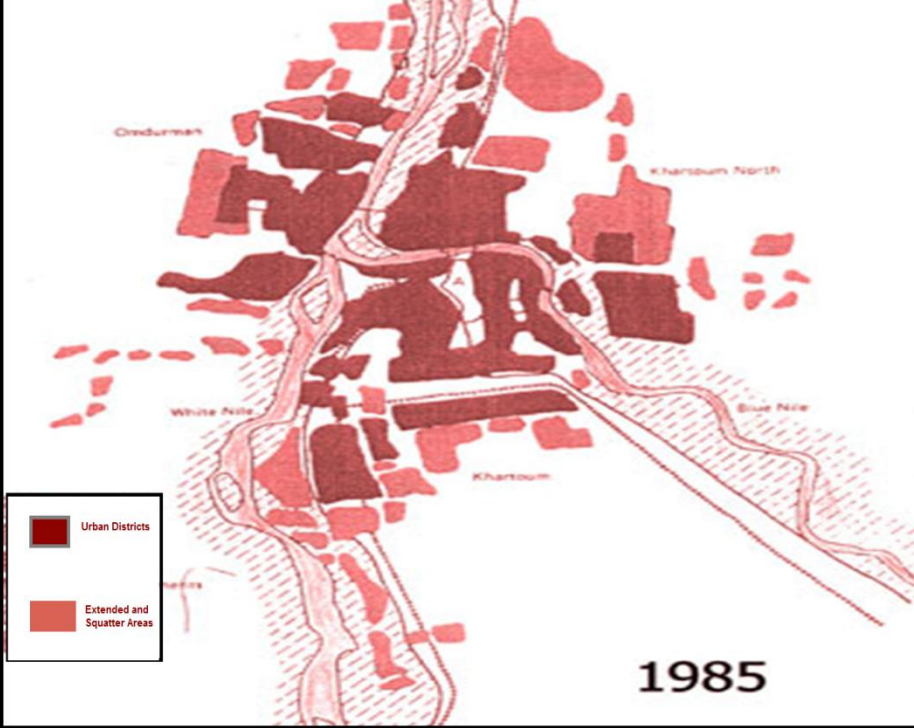 Omdurman
Khartoum North
A
White Nile
Blue Nile
Khartoum
Urban Districts
Extended and
Squatter Areas
1985